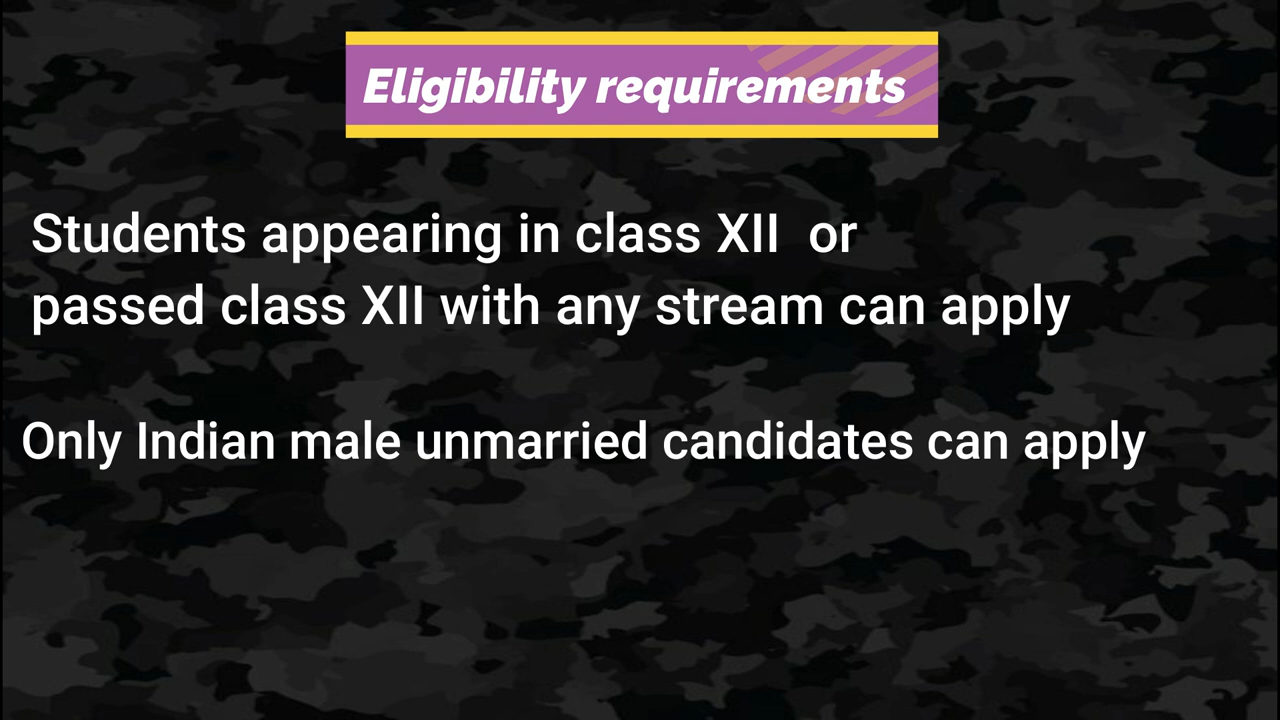 Eligibility requirements
Students appearing in class XII or
passed class XII with any stream can apply
Only Indian male unmarried candidates can apply